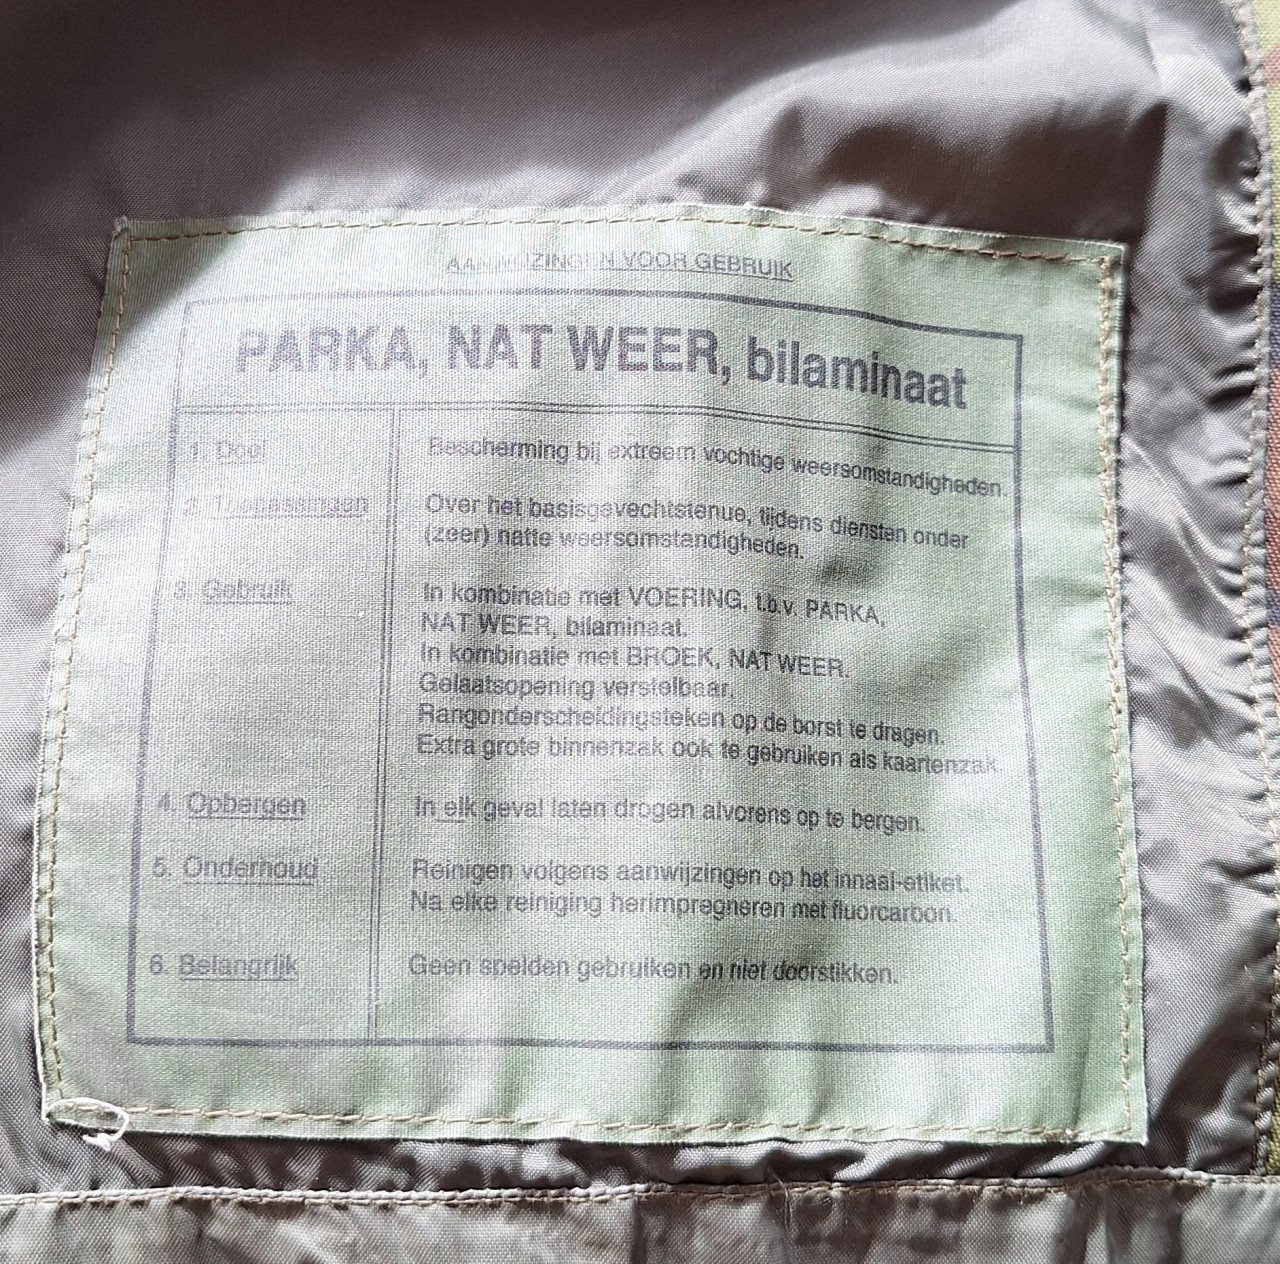 AANWIJZINGEN VOOR GEBRUIK
PARKA, NAT WEER, bilaminaat
1. Doel
Bescherming bij extreem vochtige weersomstandigheden.
2. Toepassingen
Over het basisgevechtstenue, tijdens diensten onder
(zeer) natte weersomstandigheden.
3. Gebruik
In kombinatie met VOERING, t.b.v. PARKA,
NAT WEER, bilaminaat.
In kombinatie met BROEK, NAT WEER.
Gelaatsopening verstelbaar.
Rangonderscheidingsteken op de borst te dragen.
Extra grote binnenzak ook te gebruiken als kaartenzak.
4. Opbergen
In elk geval laten drogen alvorens op te bergen.
5. Onderhoud
Reinigen volgens aanwijzingen op het innaai-etiket.
Na elke reiniging herimpregneren met fluorcarbon.
6. Belangrijk
Geen spelden gebruiken en niet doorstikken.